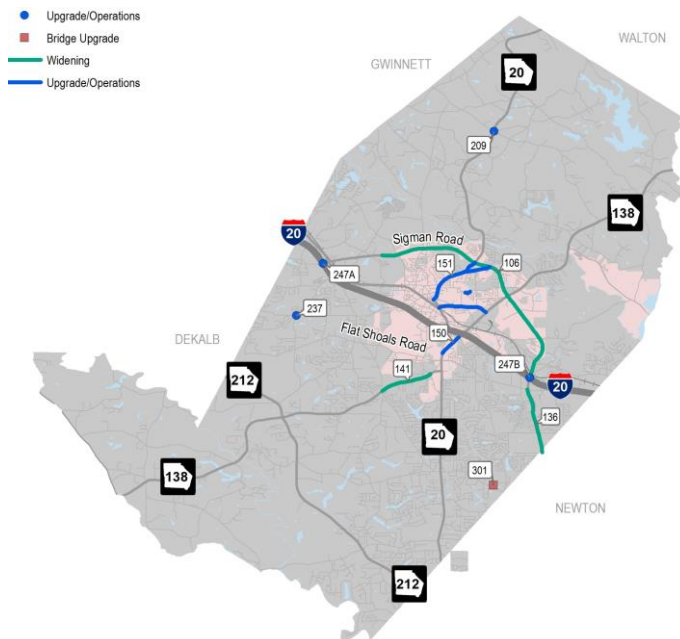 Upgrade/Operations
Bridge Upgrade
Widening
Upgrade/Operations
WALTON
GWINNETT
20
209
138
20
Sigman Road
151
106
247A
237
Flat Shoals Road
150
DEKALB
247B
141
212
20
20
136
138
301
NEWTON
212